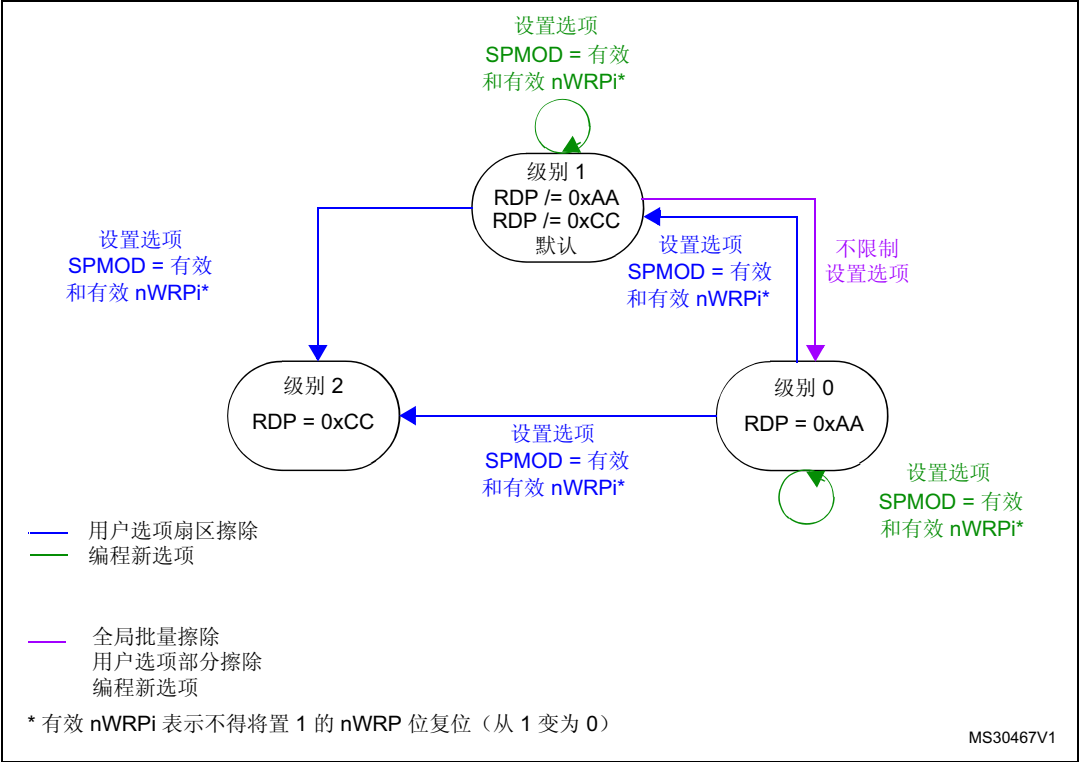 设置选项
SPMOD = 有效
和有效 nWRPi*
级别 1
RDP /= 0xAA
RDP /= 0xCC
默认
设置选项
SPMOD = 有效
和有效 nWRPi*
设置选项
SPMOD = 有效
和有效 nWRPi*
不限制
设置选项
级别 2
RDP = 0xCC
级别 0
RDP = 0xAA
设置选项
SPMOD = 有效
和有效 nWRPi*
设置选项
SPMOD = 有效
和有效 nWRPi*
用户选项扇区擦除
编程新选项
全局批量擦除
用户选项部分擦除
编程新选项
* 有效 nWRPi 表示不得将置 1 的 nWRP 位复位（从 1 变为 0）
MS30467V1